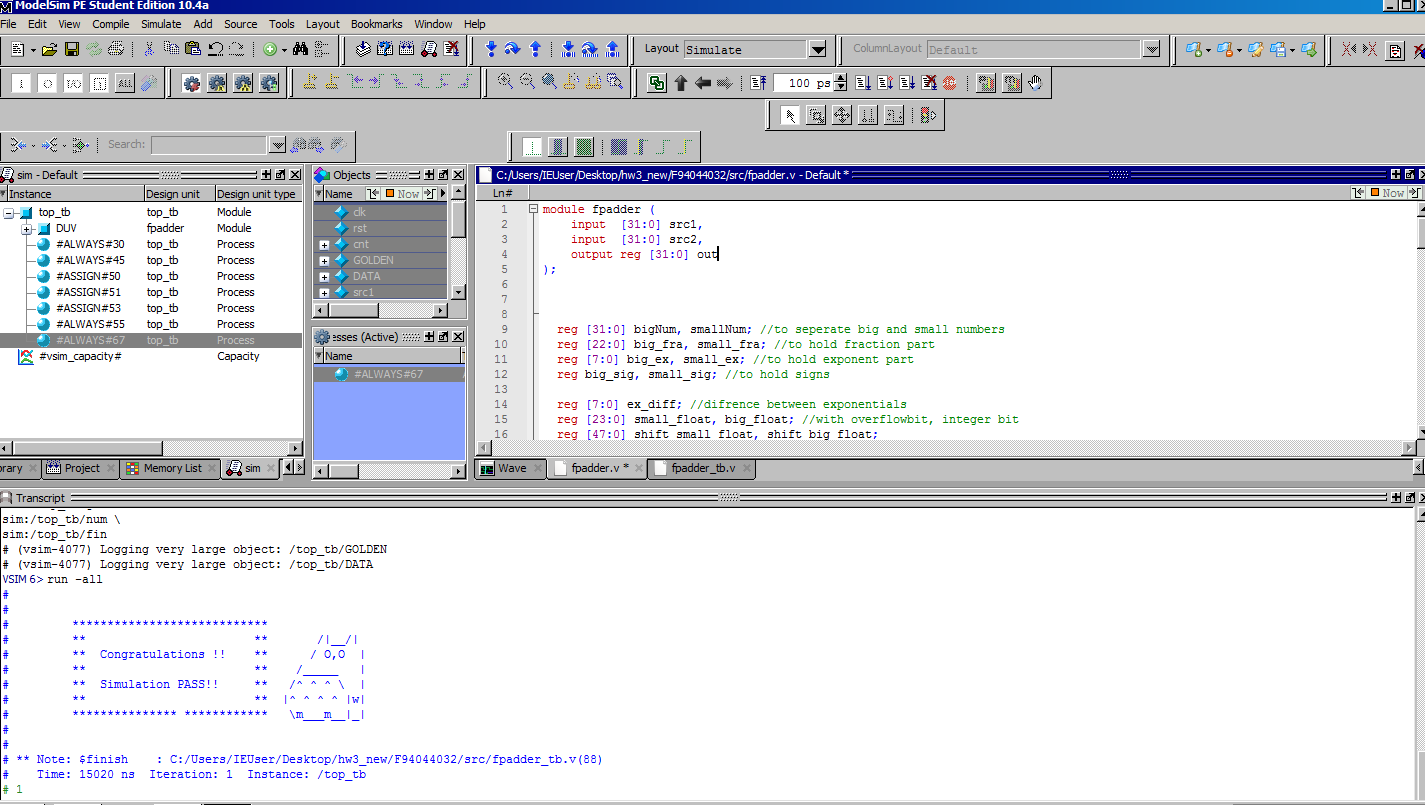 ModelSim PE Student Edition 10.4a
File Edit View Compile Simulate Add Source Tools Layout Bookmarks Window Help
Layout Simulate
ColumnLayout Default
100 ps
Search:
sim - Default
Instance Design unit Design unit type
top_tb top_tb Module
DUV fpadder Module
#ALWAYS#30 top_tb Process
#ALWAYS#45 top_tb Process
#ASSIGN#50 top_tb Process
#ASSIGN#51 top_tb Process
#ASSIGN#53 top_tb Process
#ALWAYS#55 top_tb Process
#ALWAYS#67 top_tb Process
#vsim_capacity# Capacity
Objects
Name Now
clk
rst
cnt
GOLDEN
DATA
src1
esses (Active)
Name
#ALWAYS#67
C:/Users/IEUser/Desktop/hw3_new/F94044032/src/fpadder.v - Default *
Ln# Now
1 module fpadder (
2 input [31:0] src1,
3 input [31:0] src2,
4 output reg [31:0] out
5 );
6
7
8
9 reg [31:0] bigNum, smallNum; //to seperate big and small numbers
10 reg [22:0] big_fra, small_fra; //to hold fraction part
11 reg [7:0] big_ex, small_ex; //to hold exponent part
12 reg big_sig, small_sig; //to hold signs
13
14 reg [7:0] ex_diff; //difrence between exponentials
15 reg [23:0] small_float, big_float; //with overflowbit, integer bit
16 reg [47:0] shift_small_float, shift_big_float;
brary Project Memory List sim
Wave fpadder.v * fpadder_tb.v
Transcript
sim:/top_tb/num \
sim:/top_tb/fin
# (vsim-4077) Logging very large object: /top_tb/GOLDEN
# (vsim-4077) Logging very large object: /top_tb/DATA
VSIM 6> run -all
#
#
# ****************************
# ** ** /|__/|
# ** Congratulations !! ** / O,O |
# ** ** /_____ |
# ** Simulation PASS!! ** /^ ^ ^ \ |
# ** ** |^ ^ ^ ^ |w|
# *************** ************ \m___m__|_|
#
#
# ** Note: $finish : C:/Users/IEUser/Desktop/hw3_new/F94044032/src/fpadder_tb.v(88)
# Time: 15020 ns Iteration: 1 Instance: /top_tb
# 1